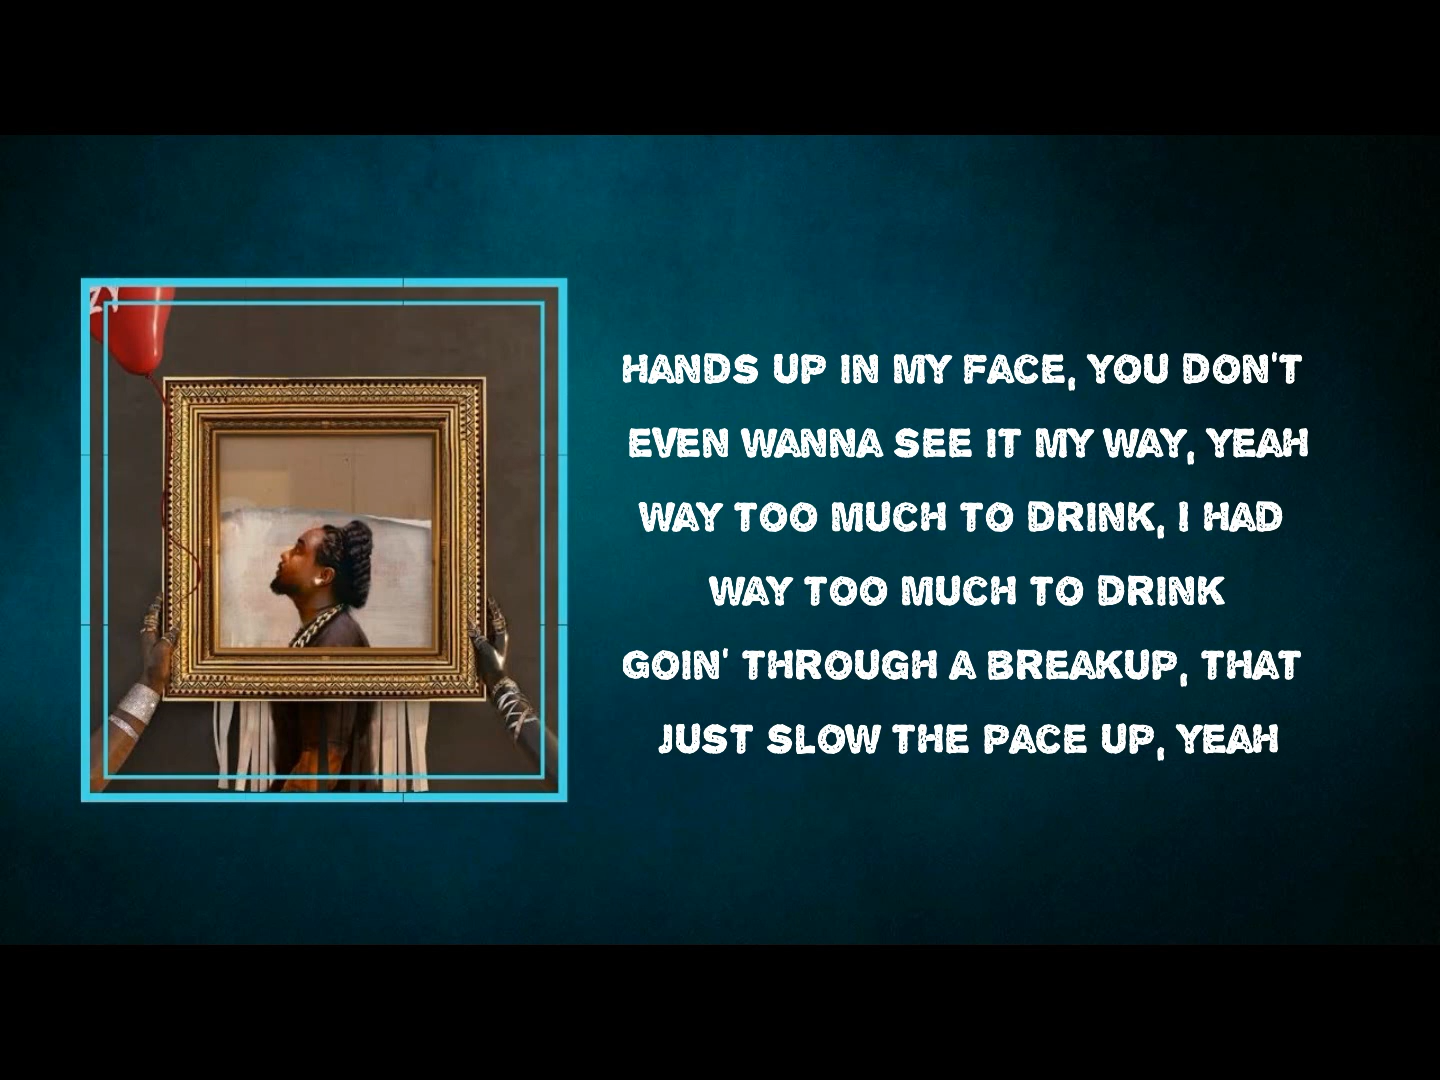 HANDS UP IN MY FACE, YOU DON'T
EVEN WANNA SEE IT MY WAY, YEAH
WAY TOO MUCH TO DRINK, I HAD
WAY TOO MUCH TO DRINK
GOIN' THROUGH A BREAKUP, THAT
JUST SLOW THE PACE UP, YEAH